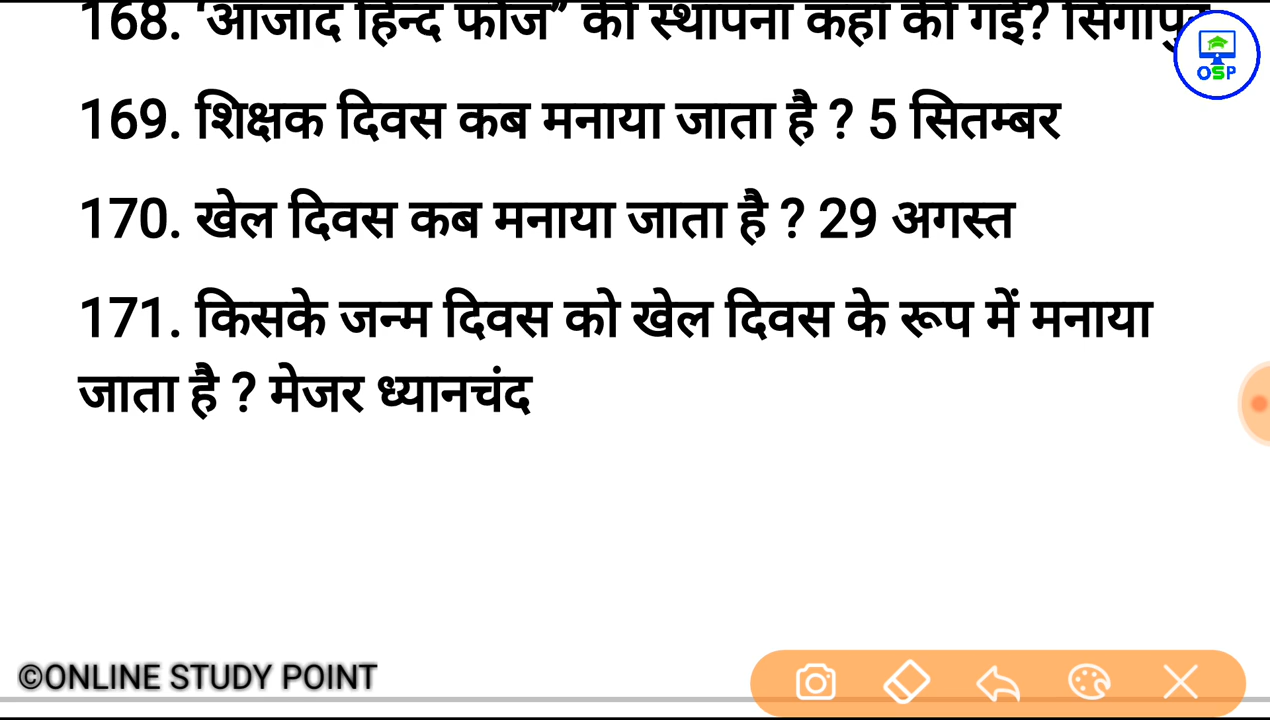 168. ‘आजाद हिन्द फौज” की स्थापना कहाँ की गई? सिंगापुर
OSP
169. शिक्षक दिवस कब मनाया जाता है ? 5 सितम्बर
170. खेल दिवस कब मनाया जाता है ? 29 अगस्त
171. किसके जन्म दिवस को खेल दिवस के रूप में मनाया
जाता है ? मेजर ध्यानचंद
©ONLINE STUDY POINT